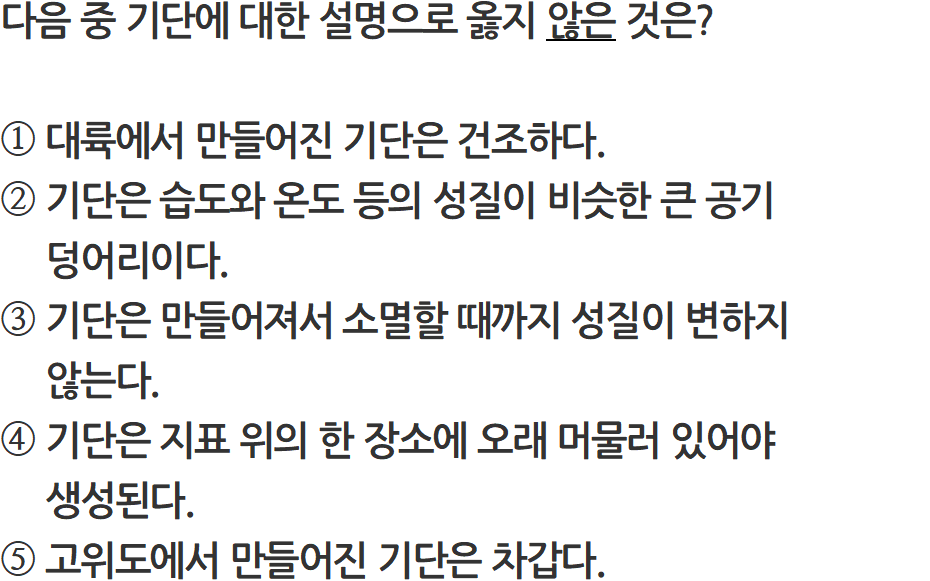 다음 중 기단에 대한 설명으로 옳지 않은 것은?
① 대륙에서 만들어진 기단은 건조하다.
② 기단은 습도와 온도 등의 성질이 비슷한 큰 공기
덩어리이다.
③ 기단은 만들어져서 소멸할 때까지 성질이 변하지
않는다.
④ 기단은 지표 위의 한 장소에 오래 머물러 있어야
생성된다.
⑤ 고위도에서 만들어진 기단은 차갑다.